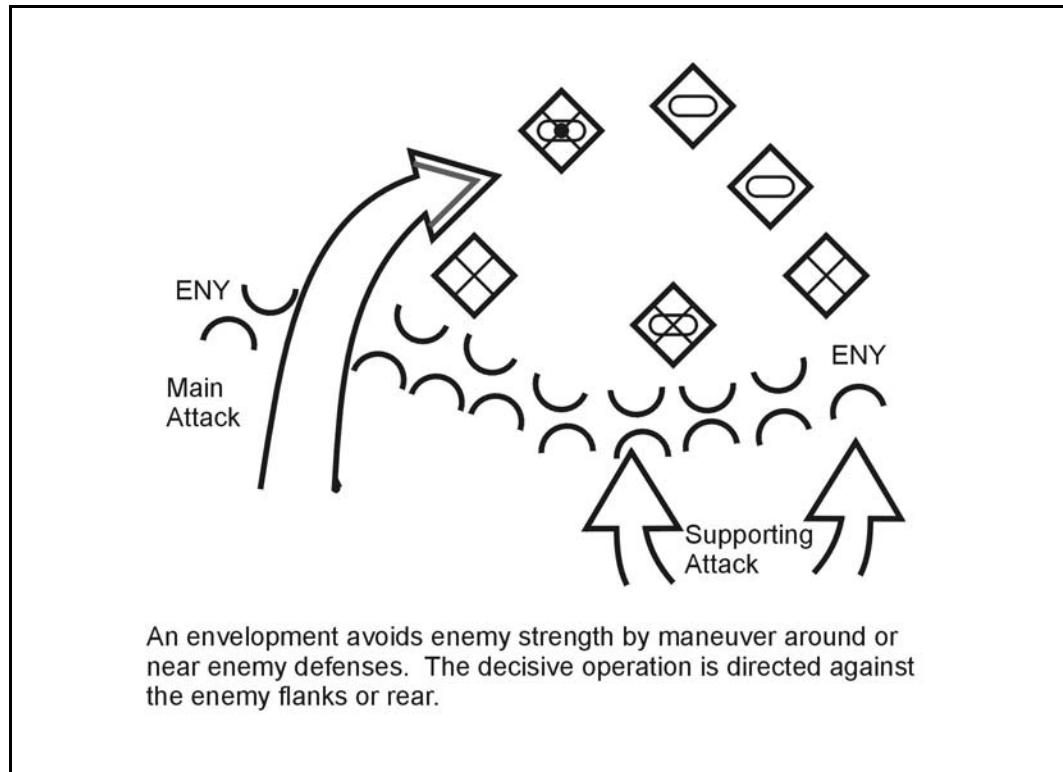 ENY
ENY
Main
Attack
Supporting
Attack
An envelopment avoids enemy strength by maneuver around or
near enemy defenses.  The decisive operation is directed against
the enemy flanks or rear.